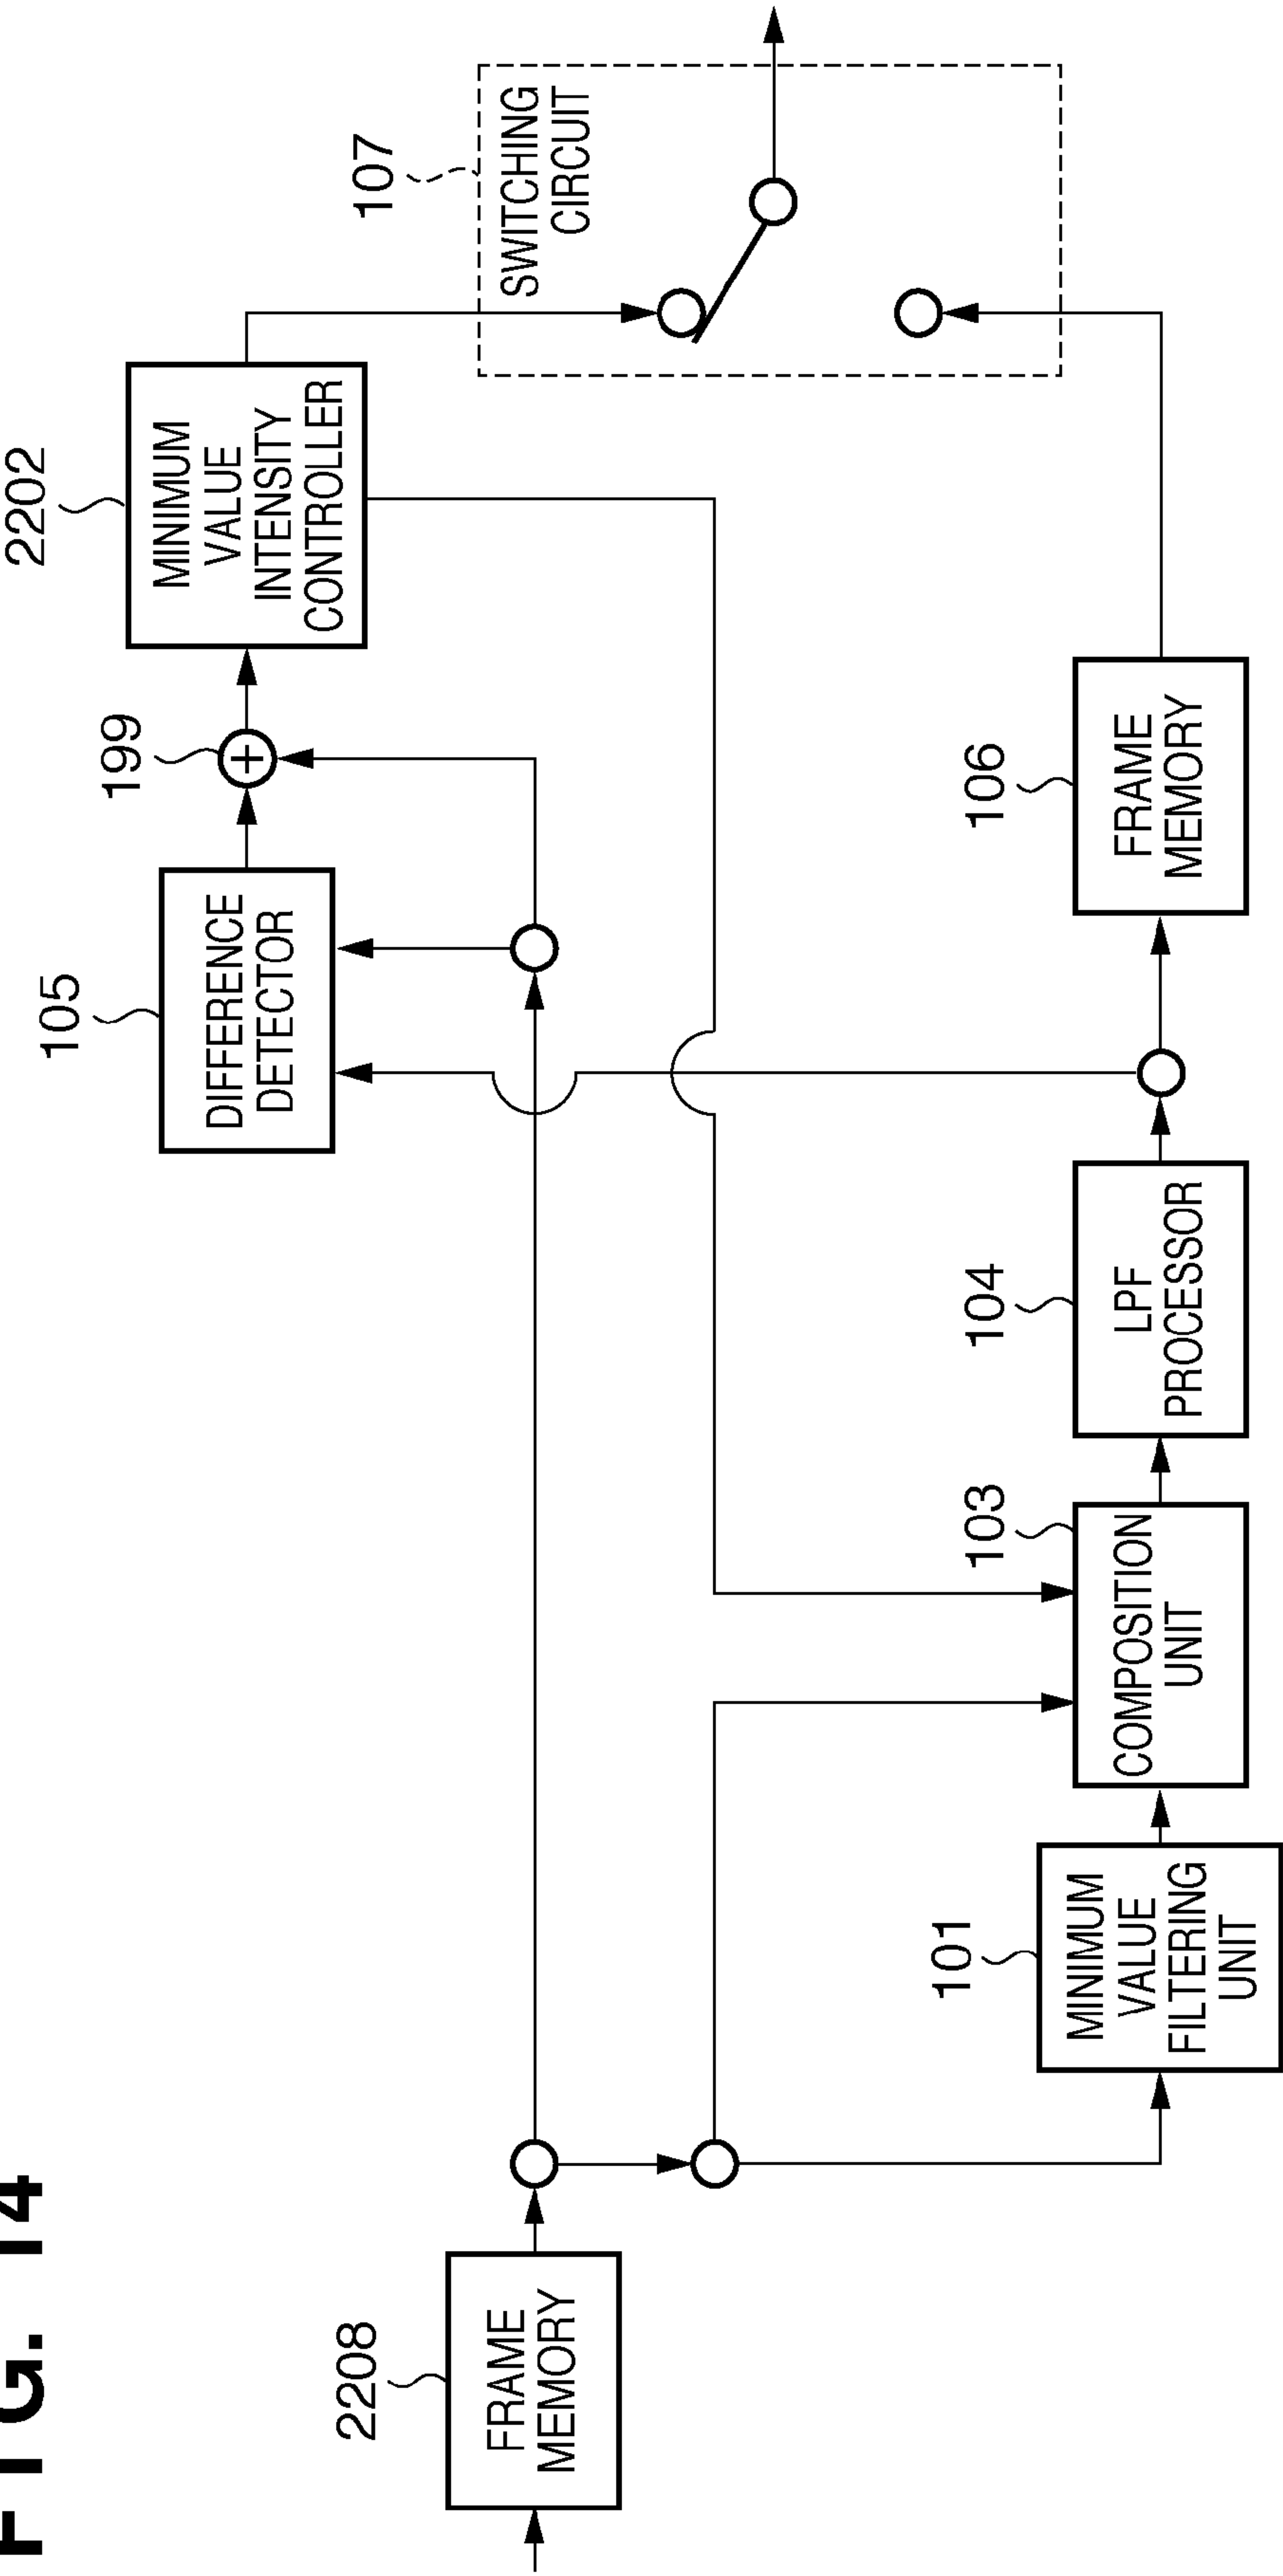 FIG. 14
2208
FRAME
MEMORY
101
MINIMUM
VALUE
FILTERING
UNIT
103
COMPOSITION
UNIT
104
LPF
PROCESSOR
105
DIFFERENCE
DETECTOR
199
+
2202
MINIMUM
VALUE
INTENSITY
CONTROLLER
106
FRAME
MEMORY
107
SWITCHING
CIRCUIT